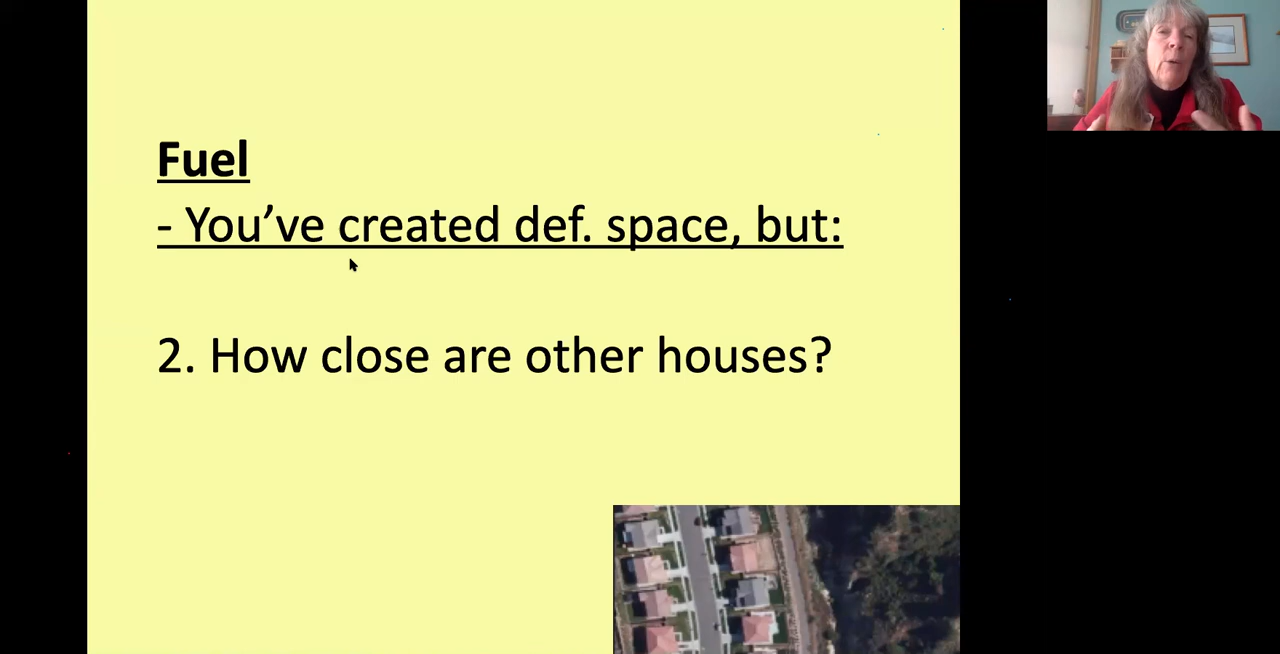 Fuel
- You’ve created def. space, but:
2. How close are other houses?